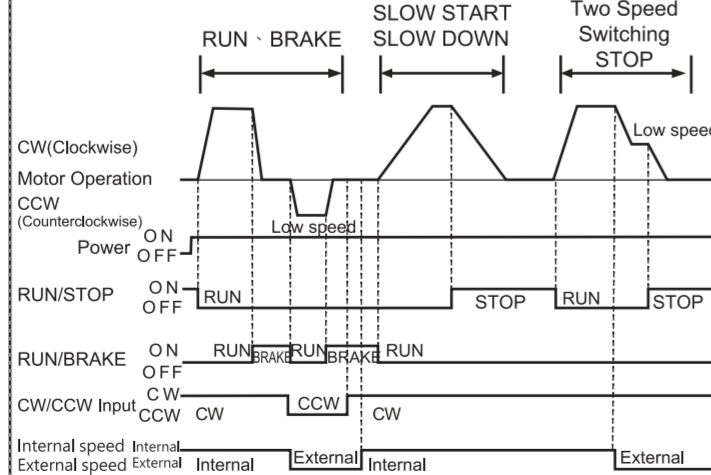 RUN、BRAKE
SLOW START
SLOW DOWN
Two Speed
Switching
STOP
CW(Clockwise)
Low speed
Motor Operation
CCW
(Counterclockwise)
Low speed
Power ON
OFF
RUN/STOP ON
OFF
RUN STOP RUN STOP
RUN/BRAKE ON
OFF
RUN BRAKE RUN BRAKE RUN
CW/CCW Input CW
CCW
CW CCW CW
Internal speed Internal
External speed External
Internal External Internal External